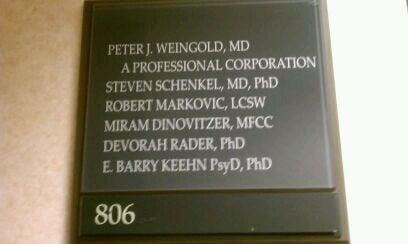 PETER J. WEINGOLD, MD
A PROFESSIONAL CORPORATION
STEVEN SCHENKEL, MD, PhD
ROBERT MARKOVIC, LCSW
MIRAM DINOVITZER, MFCC
DEVORAH RADER, PhD
E. BARRY KEEHN PsyD, PhD
806